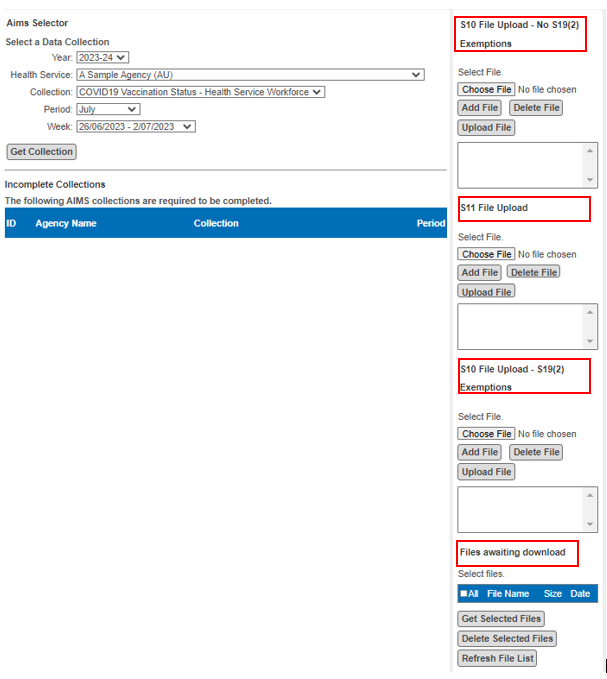 Aims Selector
Select a Data Collection
Year: 2023-24
Health Service: A Sample Agency (AU)
Collection: COVID19 Vaccination Status - Health Service Workforce
Period: July
Week: 26/06/2023 - 2/07/2023
Get Collection
Incomplete Collections
The following AIMS collections are required to be completed.
ID Agency Name Collection Period
S10 File Upload - No S19(2)
Exemptions
Select File.
Choose File No file chosen
Add File Delete File
Upload File
S11 File Upload
Select File.
Choose File No file chosen
Add File Delete File
Upload File
S10 File Upload - S19(2)
Exemptions
Select File.
Choose File No file chosen
Add File Delete File
Upload File
Files awaiting download
Select files.
All File Name Size Date
Get Selected Files
Delete Selected Files
Refresh File List